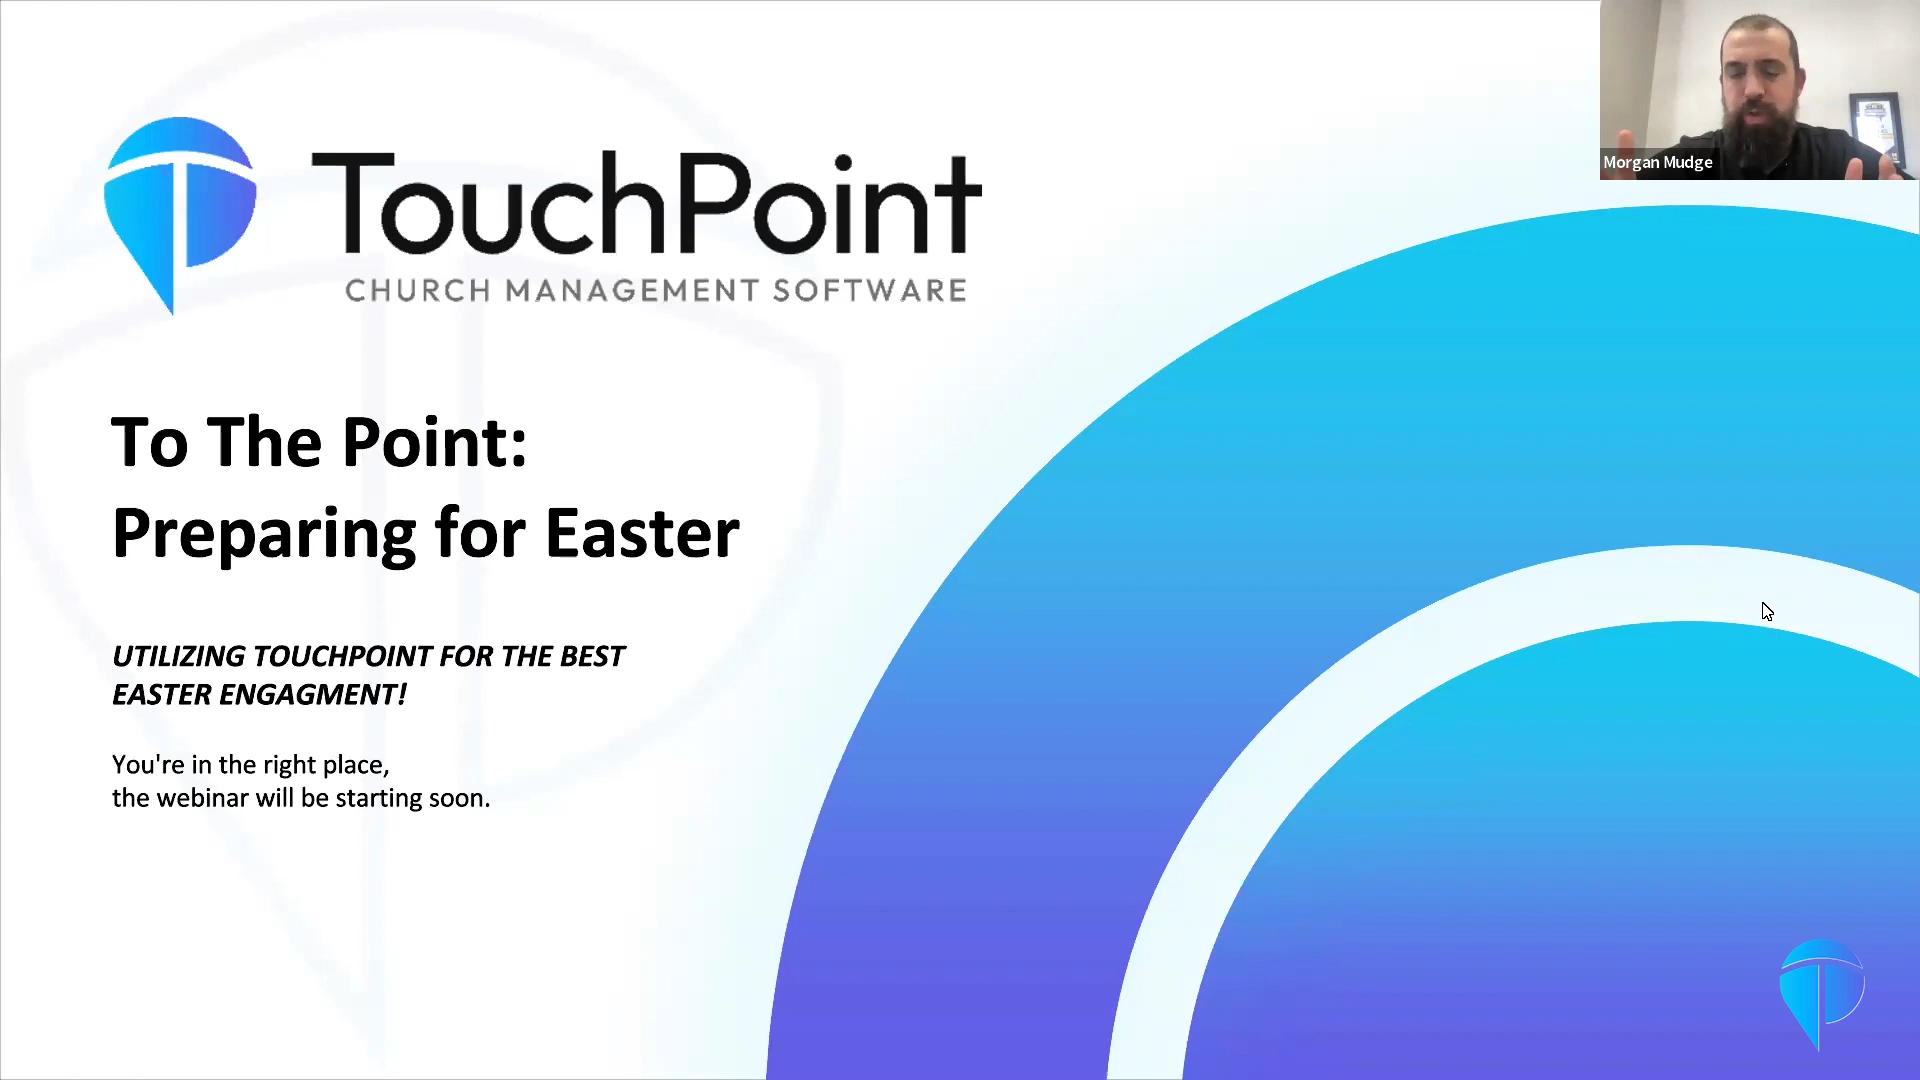 TouchPoint
CHURCH MANAGEMENT SOFTWARE
Morgan Mudge
To The Point:
Preparing for Easter
UTILIZING TOUCHPOINT FOR THE BEST
EASTER ENGAGMENT!
You're in the right place,
the webinar will be starting soon.